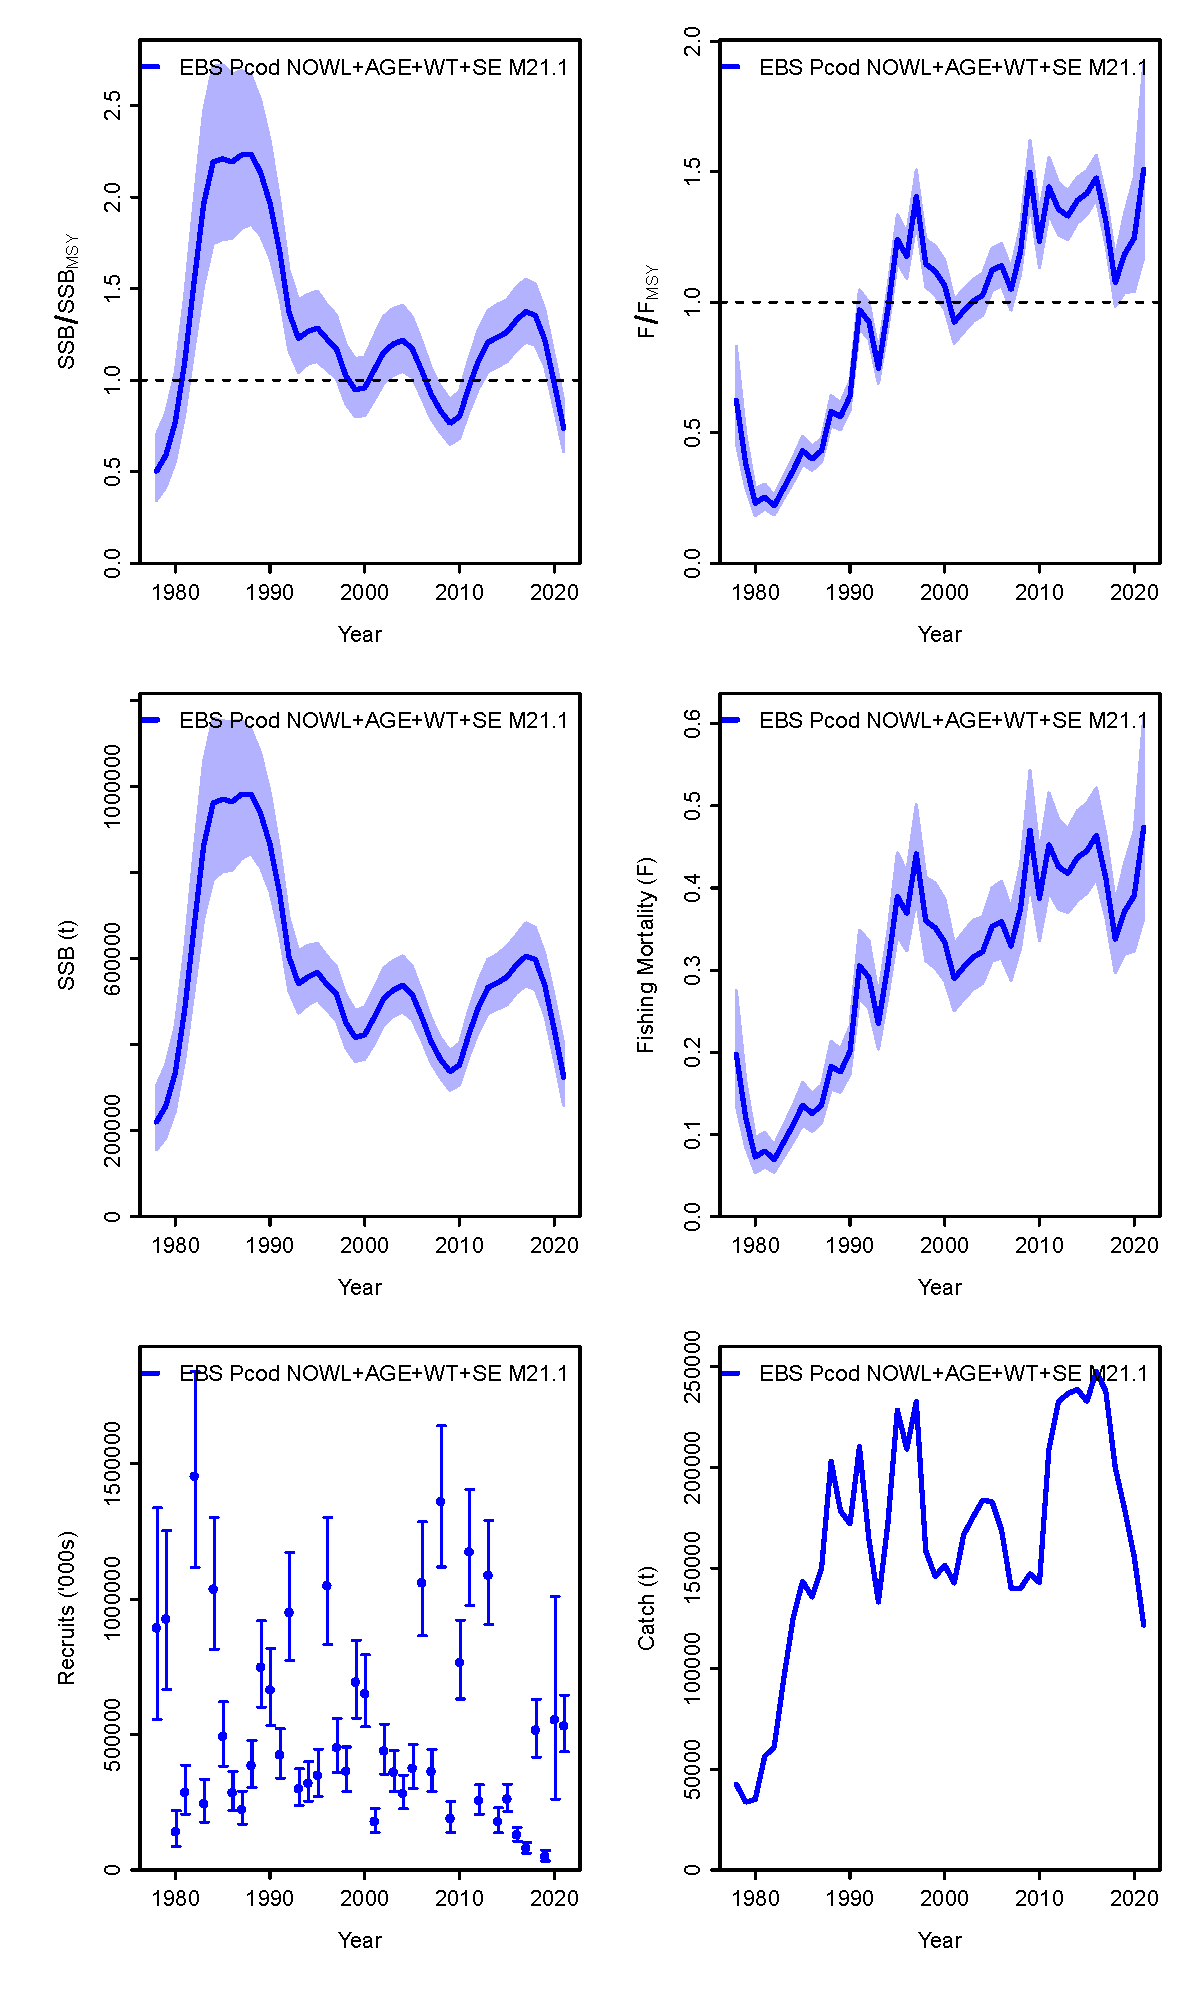 EBS Pcod NOWL+AGE+WT+SE M21.1
SSB/SSBMSY
0.0 0.5 1.0 1.5 2.0 2.5
1980 1990 2000 2010 2020
Year
EBS Pcod NOWL+AGE+WT+SE M21.1
F/FMSY
0.0 0.5 1.0 1.5 2.0
1980 1990 2000 2010 2020
Year
EBS Pcod NOWL+AGE+WT+SE M21.1
SSB (t)
0 200000 600000 1000000
1980 1990 2000 2010 2020
Year
EBS Pcod NOWL+AGE+WT+SE M21.1
Fishing Mortality (F)
0.0 0.1 0.2 0.3 0.4 0.5 0.6
1980 1990 2000 2010 2020
Year
EBS Pcod NOWL+AGE+WT+SE M21.1
Recruits ('000s)
0 500000 1000000 1500000
1980 1990 2000 2010 2020
Year
EBS Pcod NOWL+AGE+WT+SE M21.1
Catch (t)
0 50000 100000 150000 200000 250000
1980 1990 2000 2010 2020
Year